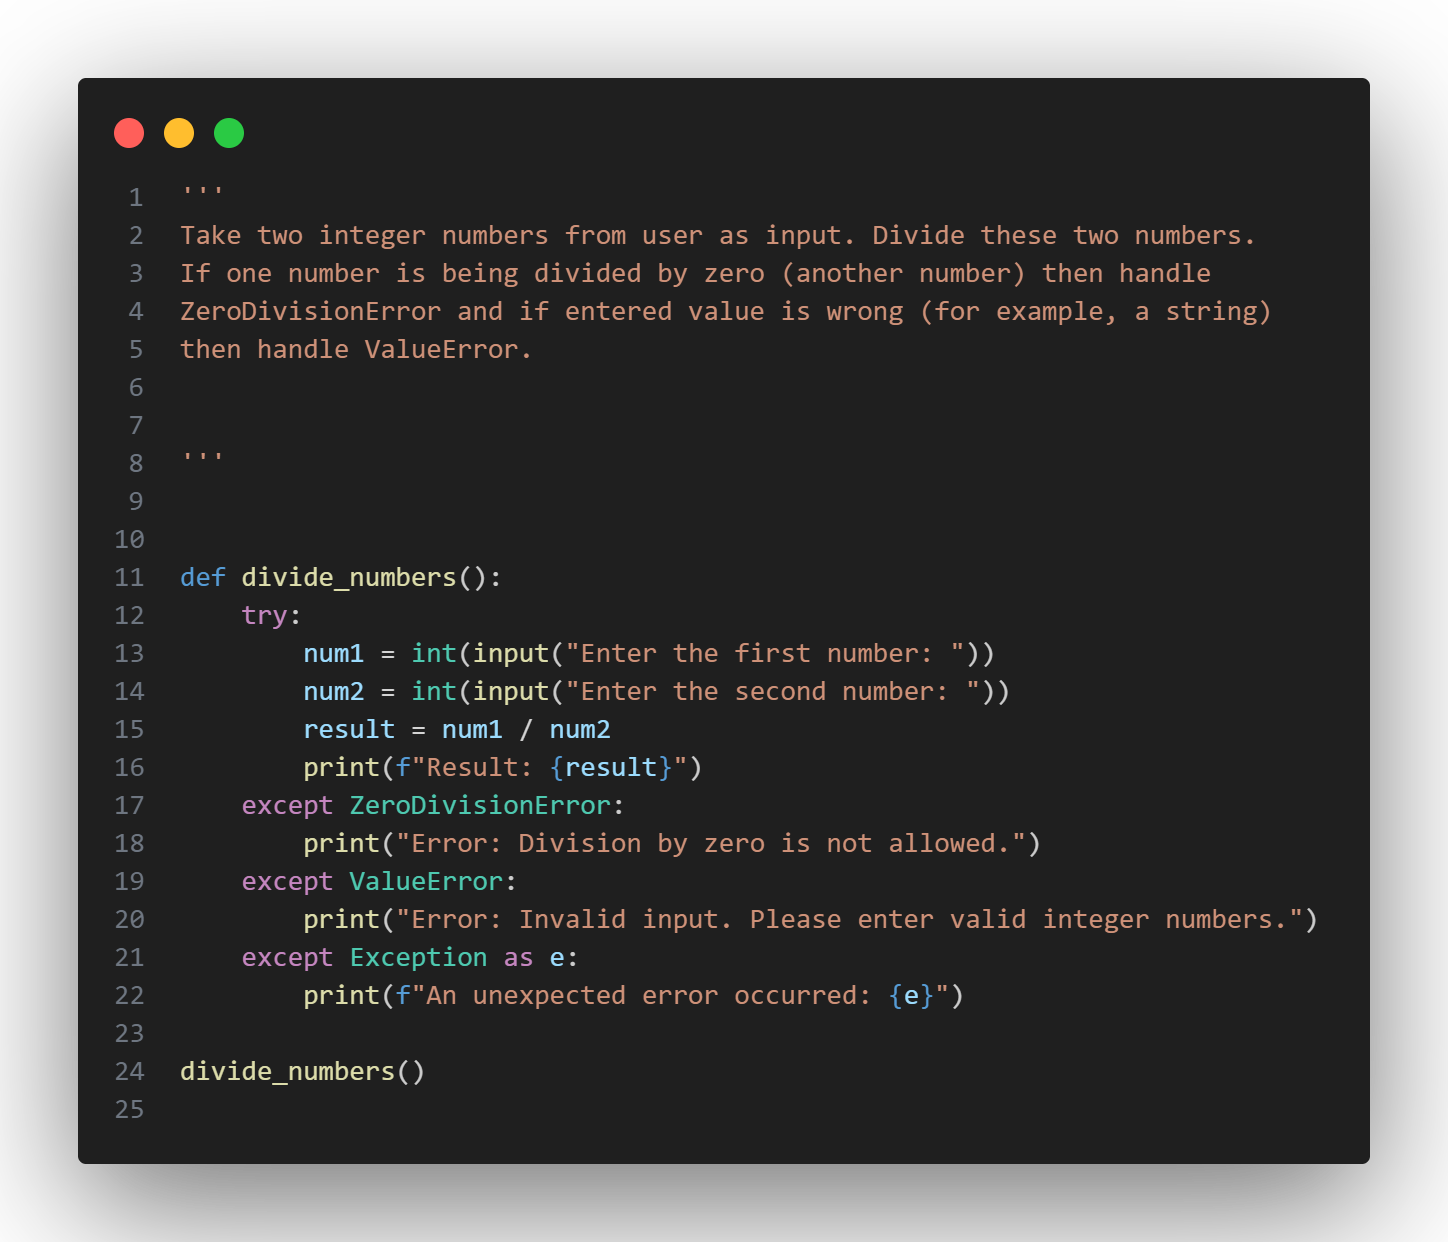 1 '''
2 Take two integer numbers from user as input. Divide these two numbers.
3 If one number is being divided by zero (another number) then handle
4 ZeroDivisionError and if entered value is wrong (for example, a string)
5 then handle ValueError.
6
7
8 '''
9
10
11 def divide_numbers():
12     try:
13         num1 = int(input("Enter the first number: "))
14         num2 = int(input("Enter the second number: "))
15         result = num1 / num2
16         print(f"Result: {result}")
17     except ZeroDivisionError:
18         print("Error: Division by zero is not allowed.")
19     except ValueError:
20         print("Error: Invalid input. Please enter valid integer numbers.")
21     except Exception as e:
22         print(f"An unexpected error occurred: {e}")
23
24 divide_numbers()
25